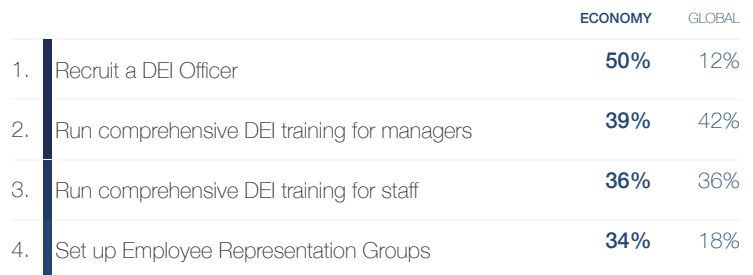 ECONOMY GLOBAL
1. Recruit a DEI Officer 50% 12%
2. Run comprehensive DEI training for managers 39% 42%
3. Run comprehensive DEI training for staff 36% 36%
4. Set up Employee Representation Groups 34% 18%